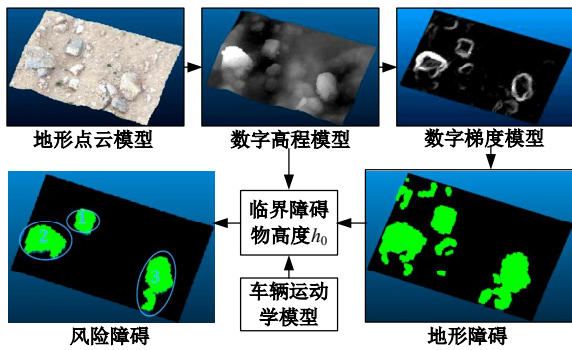 地形点云模型
数字高程模型
数字梯度模型
临界障碍
物高度h₀
车辆运动
学模型
1
2
3
风险障碍
地形障碍